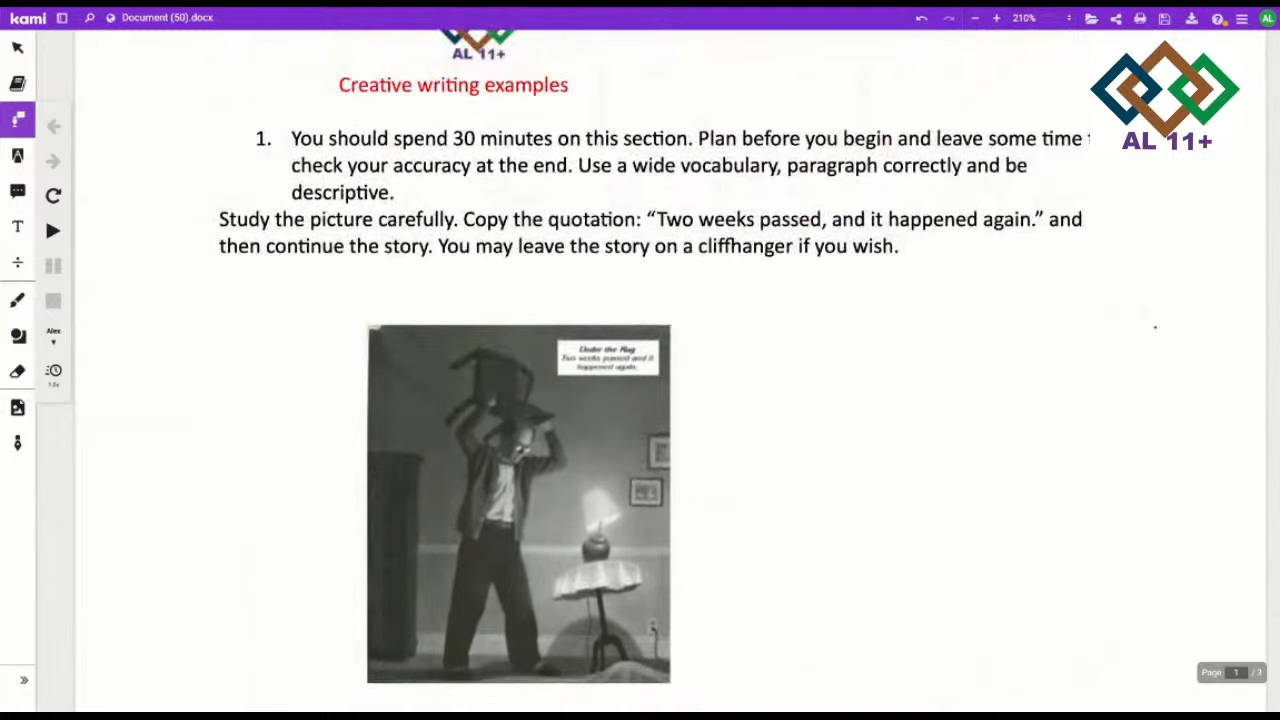 kami
Document (50).docx
210%
AL
AL 11+
AL 11+
Creative writing examples
1. You should spend 30 minutes on this section. Plan before you begin and leave some time
check your accuracy at the end. Use a wide vocabulary, paragraph correctly and be
descriptive.
Study the picture carefully. Copy the quotation: “Two weeks passed, and it happened again.” and
then continue the story. You may leave the story on a cliffhanger if you wish.
Under the Rug
Two weeks passed and it
happened again.
Alex
1.0x
Page 1 / 3